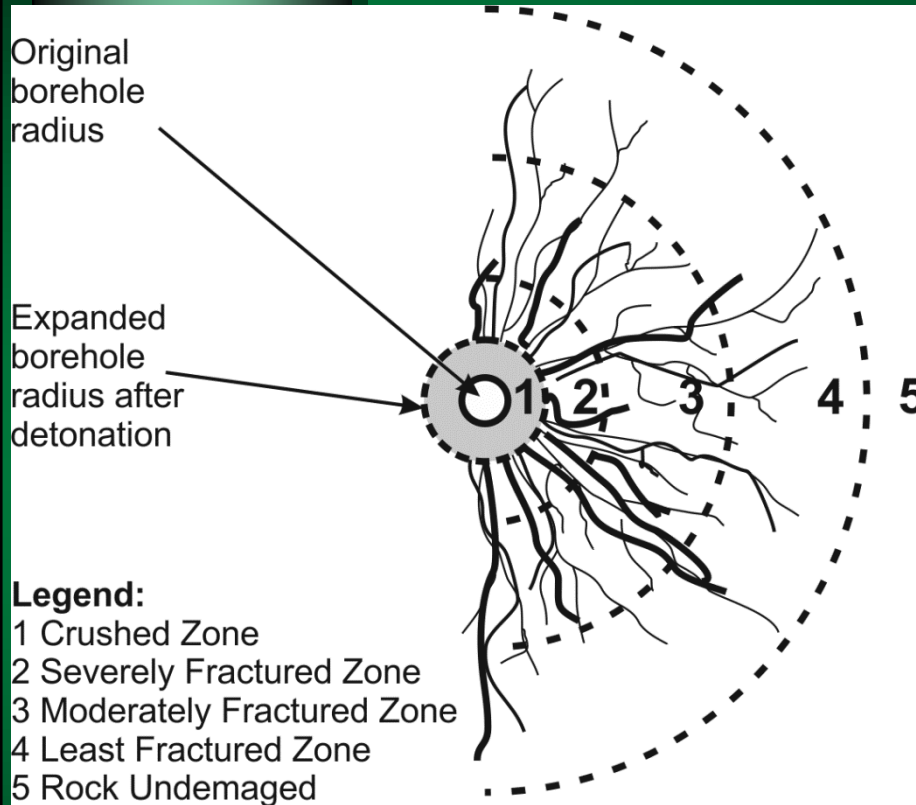 Original
borehole
radius
Expanded
borehole
radius after
detonation
1 2 3 4 5
Legend:
1 Crushed Zone
2 Severely Fractured Zone
3 Moderately Fractured Zone
4 Least Fractured Zone
5 Rock Undemaged